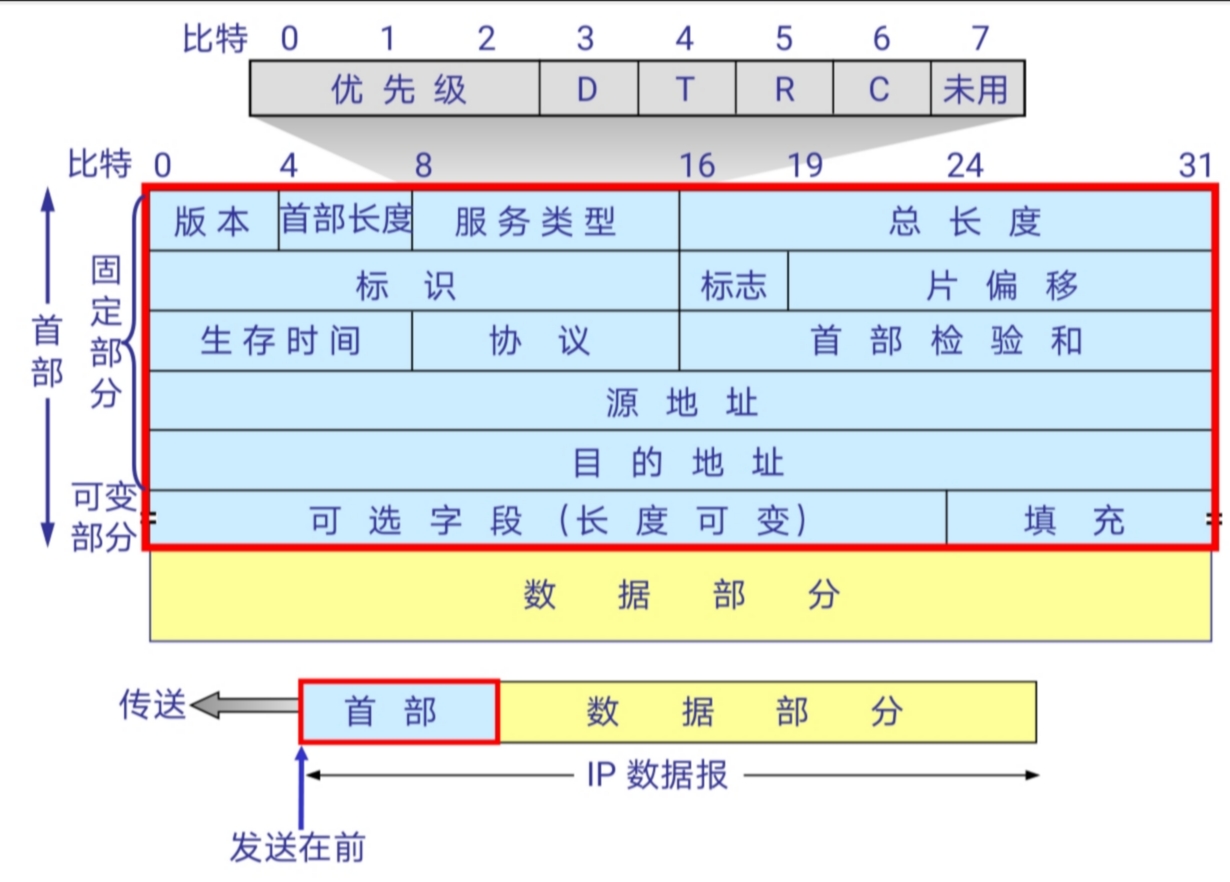 比特 0 1 2 3 4 5 6 7
优先级 D T R C 未用
比特 0 4 8 16 19 24 31
版本 首部长度 服务类型 总长度
标识 标志 片偏移
生存时间 协议 首部检验和
源地址
目的地址
可选字段 (长度可变) 填充
首部
固定部分
可变
部分
数据部分
传送 首部 数据部分
IP 数据报
发送在前